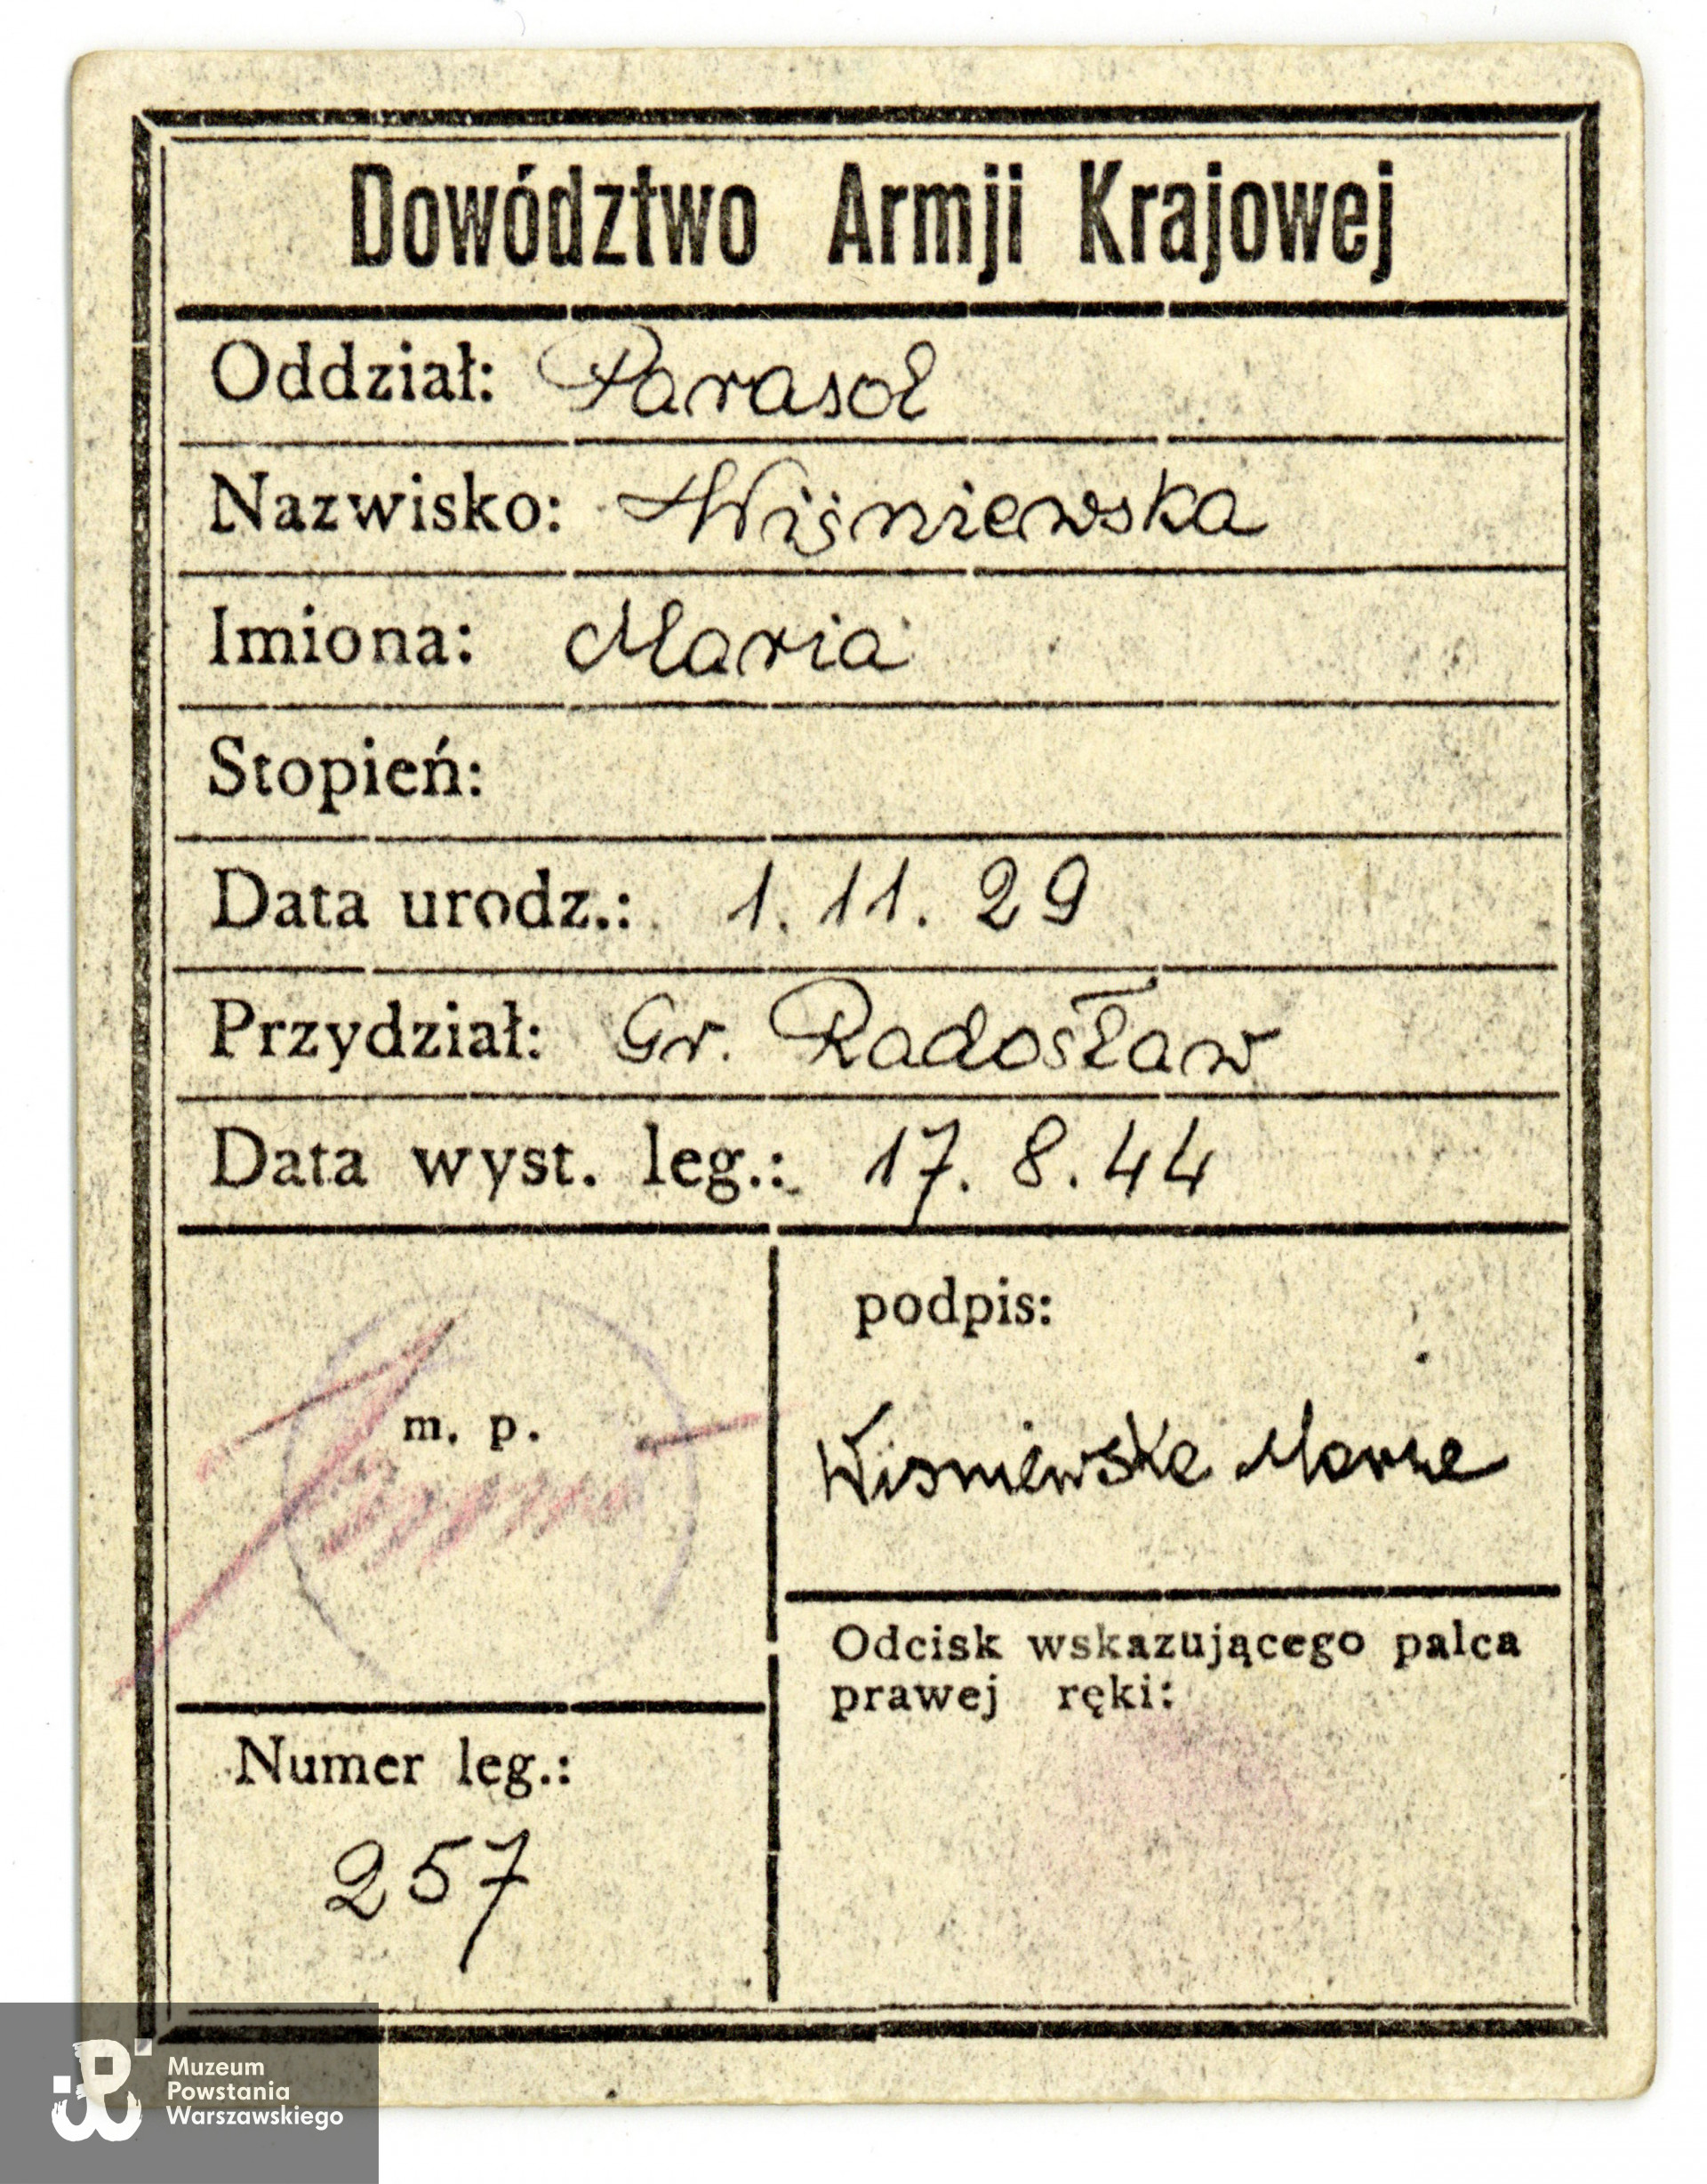 Dowództwo Armji Krajowej
Oddział: Parasol
Nazwisko: Wiśniewska
Imiona: Maria
Stopień:
Data urodz.: 1. 11. 29
Przydział: Gr. Radosław
Data wyst. leg.: 17. 8. 44
m. p.
podpis:
Wiśniewska Maria
Odcisk wskazującego palca
prawej ręki:
Numer leg.:
257
Muzeum
Powstania
Warszawskiego